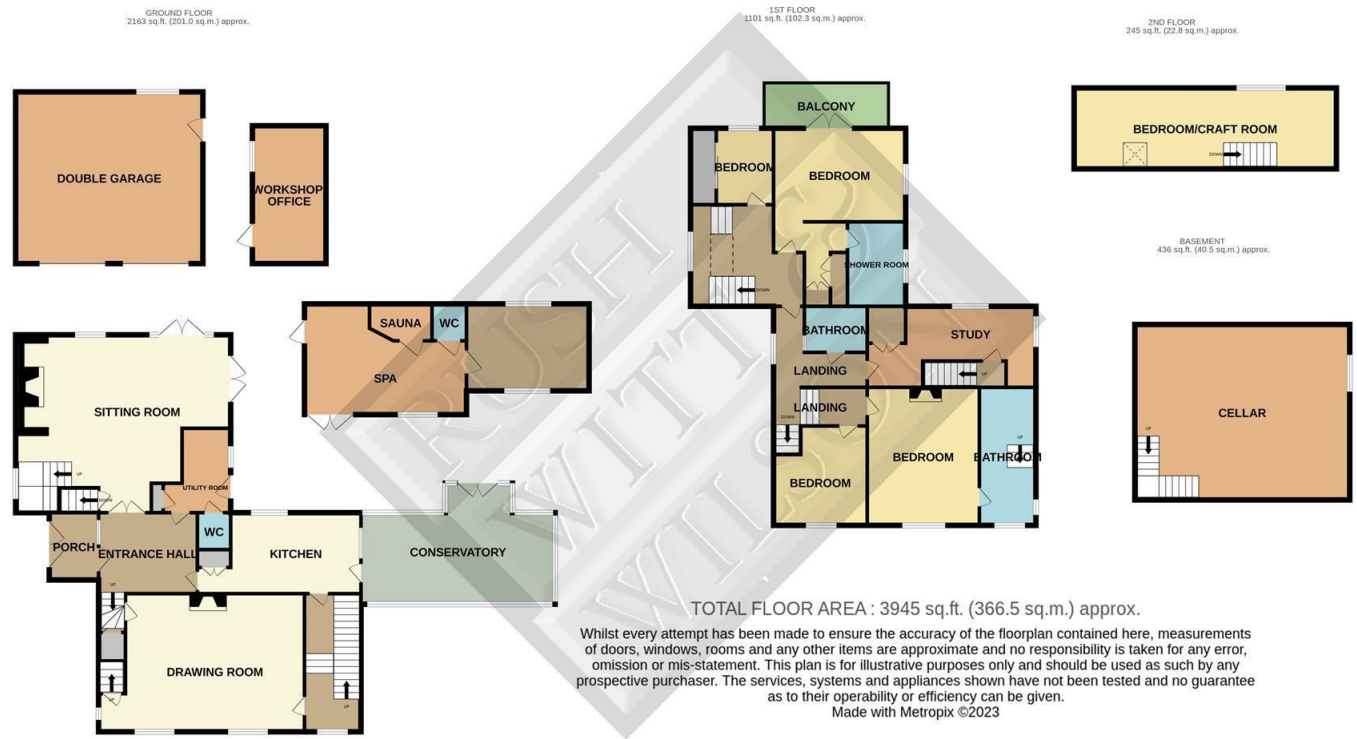 GROUND FLOOR
2163 sq.ft. (201.0 sq.m.) approx.
1ST FLOOR
1101 sq.ft. (102.3 sq.m.) approx.
2ND FLOOR
245 sq.ft. (22.8 sq.m.) approx.
DOUBLE GARAGE
WORKSHOP/
OFFICE
SAUNA
WC
SPA
SITTING ROOM
UP
DOWN
UTILITY ROOM
WC
PORCH
ENTRANCE HALL
KITCHEN
CONSERVATORY
UP
DRAWING ROOM
UP
UP
BALCONY
BEDROOM
BEDROOM
SHOWER ROOM
DOWN
BATHROOM
STUDY
LANDING
UP
LANDING
DOWN
BEDROOM
BEDROOM
UP
BATHROOM
BEDROOM/CRAFT ROOM
DOWN
BASEMENT
436 sq.ft. (40.5 sq.m.) approx.
CELLAR
UP
RUSH
WITT &
WILSON
TOTAL FLOOR AREA : 3945 sq.ft. (366.5 sq.m.) approx.
Whilst every attempt has been made to ensure the accuracy of the floorplan contained here, measurements
of doors, windows, rooms and any other items are approximate and no responsibility is taken for any error,
omission or mis-statement. This plan is for illustrative purposes only and should be used as such by any
prospective purchaser. The services, systems and appliances shown have not been tested and no guarantee
as to their operability or efficiency can be given.
Made with Metropix ©2023